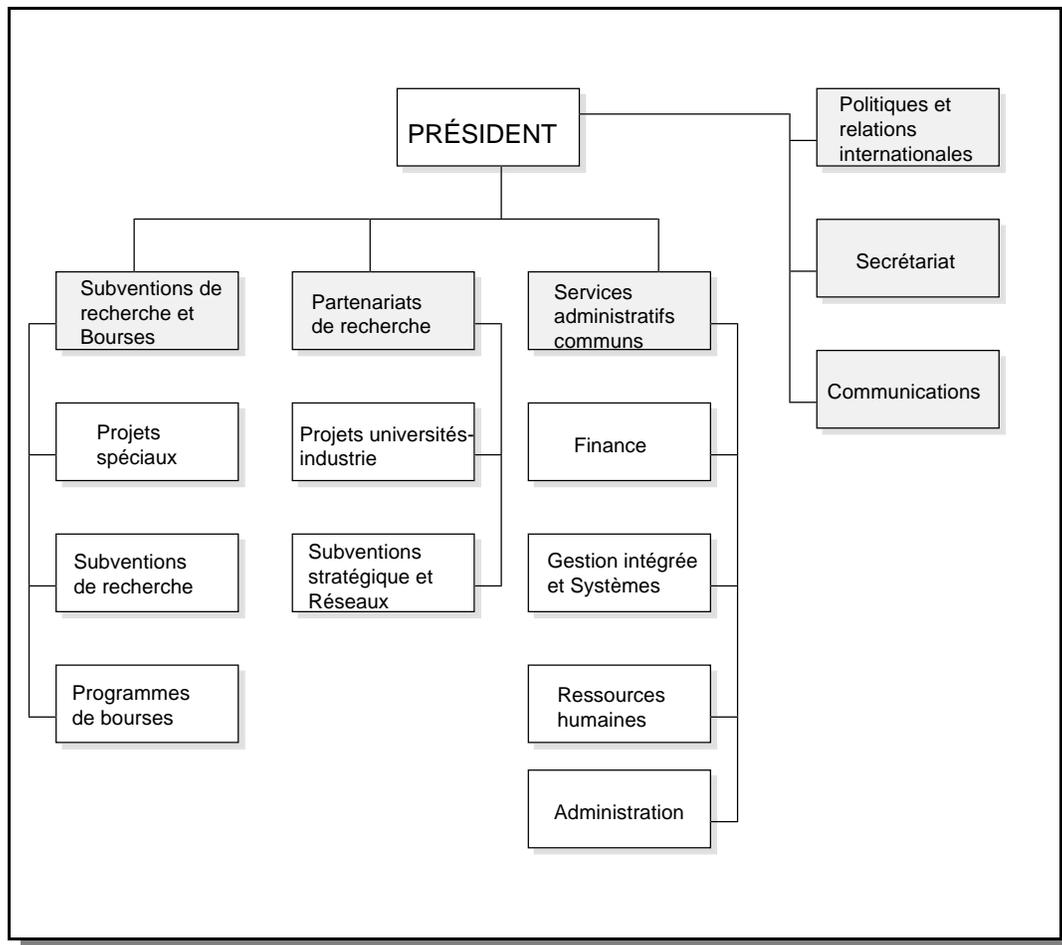 PRÉSIDENT
Politiques et
relations
internationales
Secrétariat
Communications
Subventions de
recherche et
Bourses
Projets
spéciaux
Subventions
de recherche
Programmes
de bourses
Partenariats
de recherche
Projets universités-
industrie
Subventions
stratégique et
Réseaux
Services
administratifs
communs
Finance
Gestion intégrée
et Systèmes
Ressources
humaines
Administration